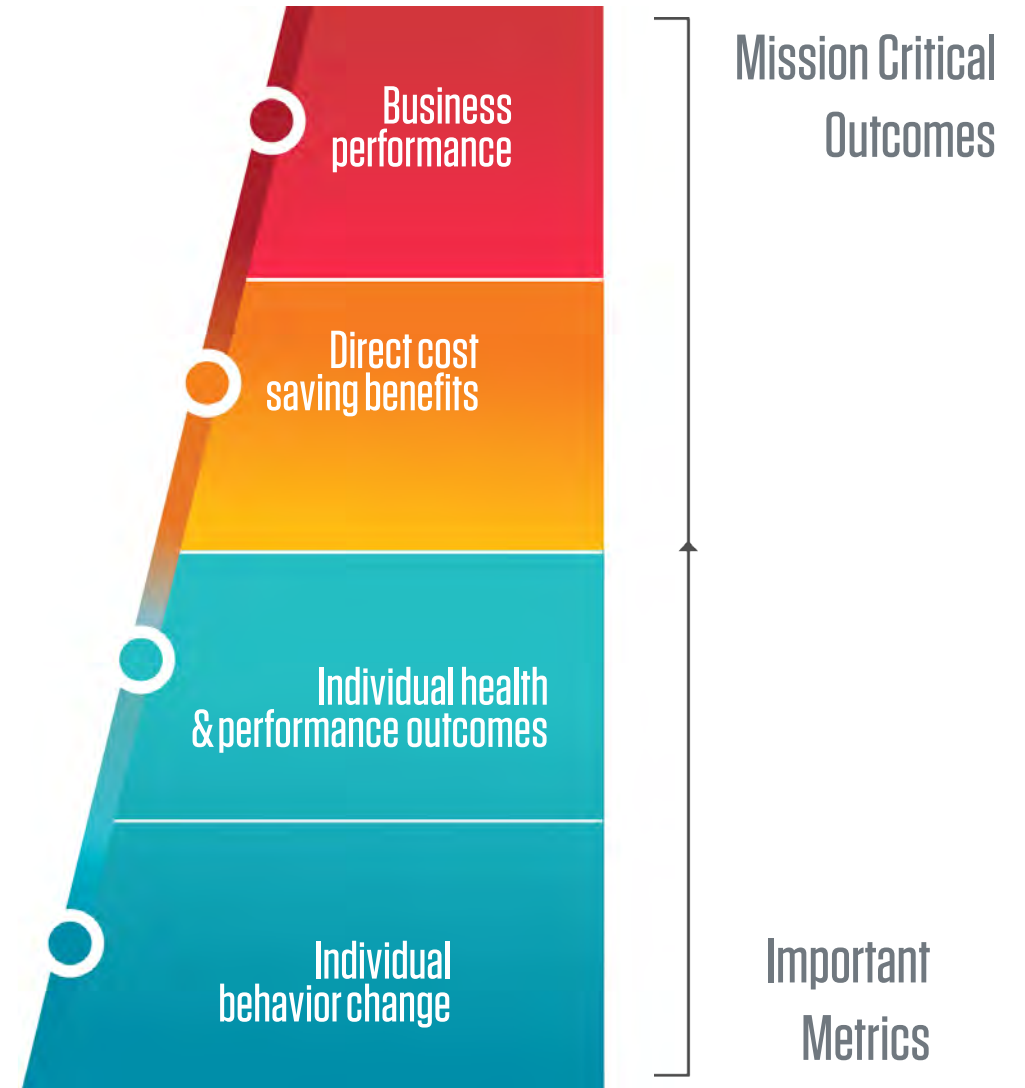 Business
performance
Mission Critical
Outcomes
Direct cost
saving benefits
Individual health
& performance outcomes
Individual
behavior change
Important
Metrics